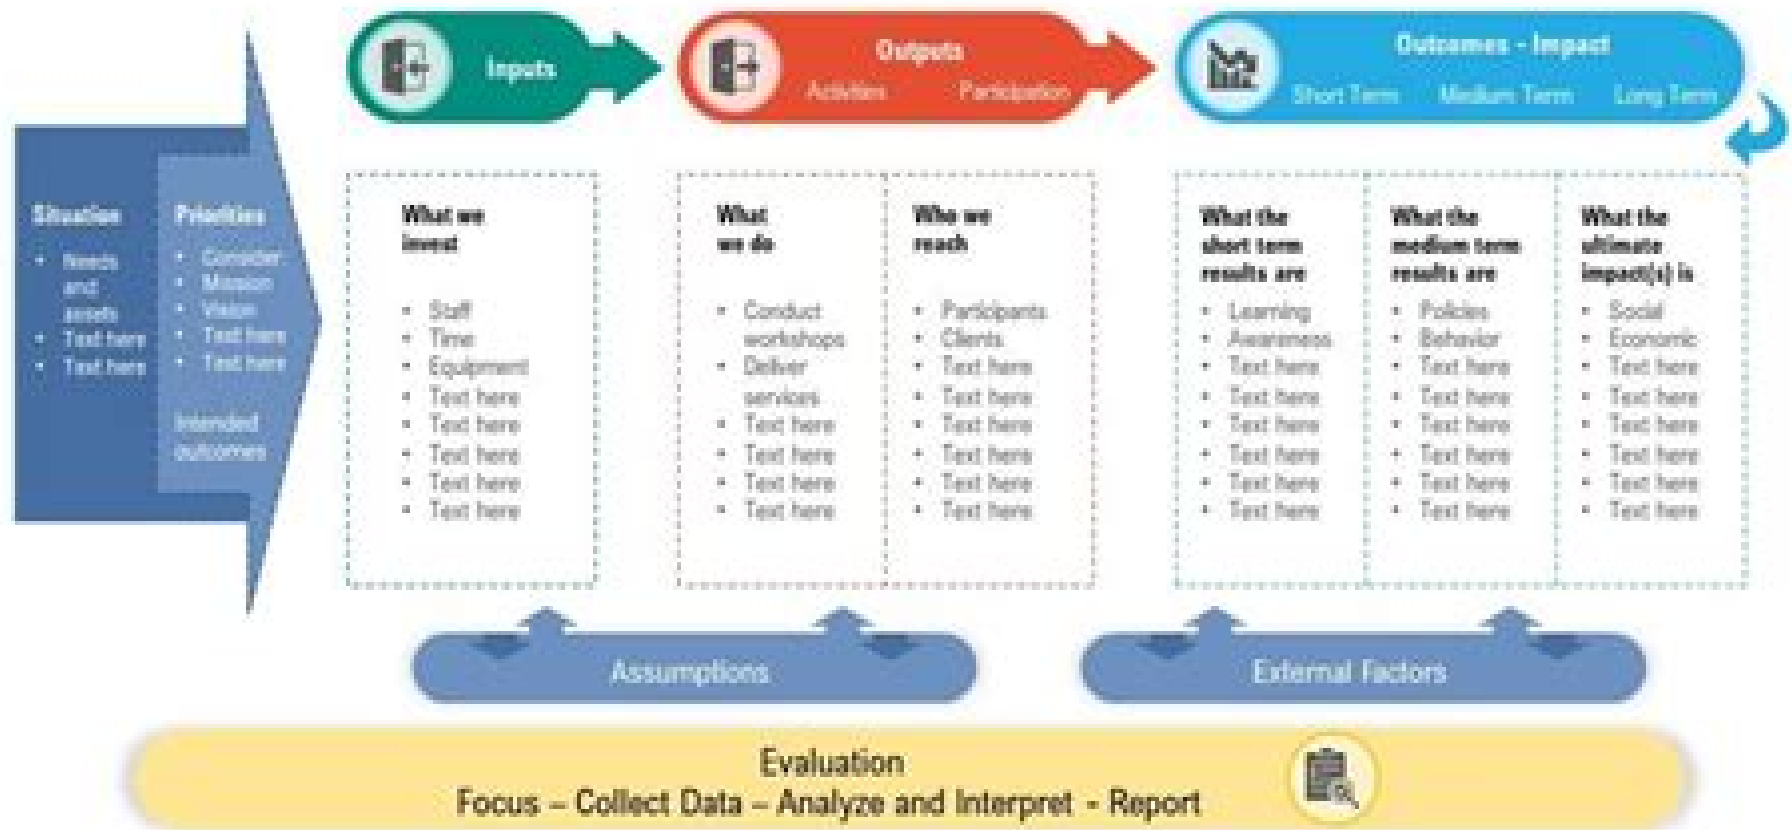 Inputs
Outputs
Activities Participation
Outcomes - Impact
Short Term Medium Term Long Term
Situation
• Needs
and
assets
• Text here
• Text here
Priorities
• Consider
• Mission
• Vision
• Text here
• Text here
Intended
outcomes
What we
invest
• Staff
• Time
• Equipment
• Text here
• Text here
• Text here
• Text here
• Text here
What
we do
• Conduct
workshops
• Deliver
services
• Text here
• Text here
• Text here
• Text here
Who we
reach
• Participants
• Clients
• Text here
• Text here
• Text here
• Text here
• Text here
• Text here
What the
short term
results are
• Learning
• Awareness
• Text here
• Text here
• Text here
• Text here
• Text here
• Text here
What the
medium term
results are
• Policies
• Behavior
• Text here
• Text here
• Text here
• Text here
• Text here
• Text here
What the
ultimate
impact(s) is
• Social
• Economic
• Text here
• Text here
• Text here
• Text here
• Text here
• Text here
Assumptions
External Factors
Evaluation
Focus – Collect Data – Analyze and Interpret - Report